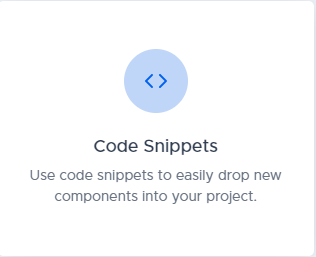 Code Snippets
Use code snippets to easily drop new
components into your project.